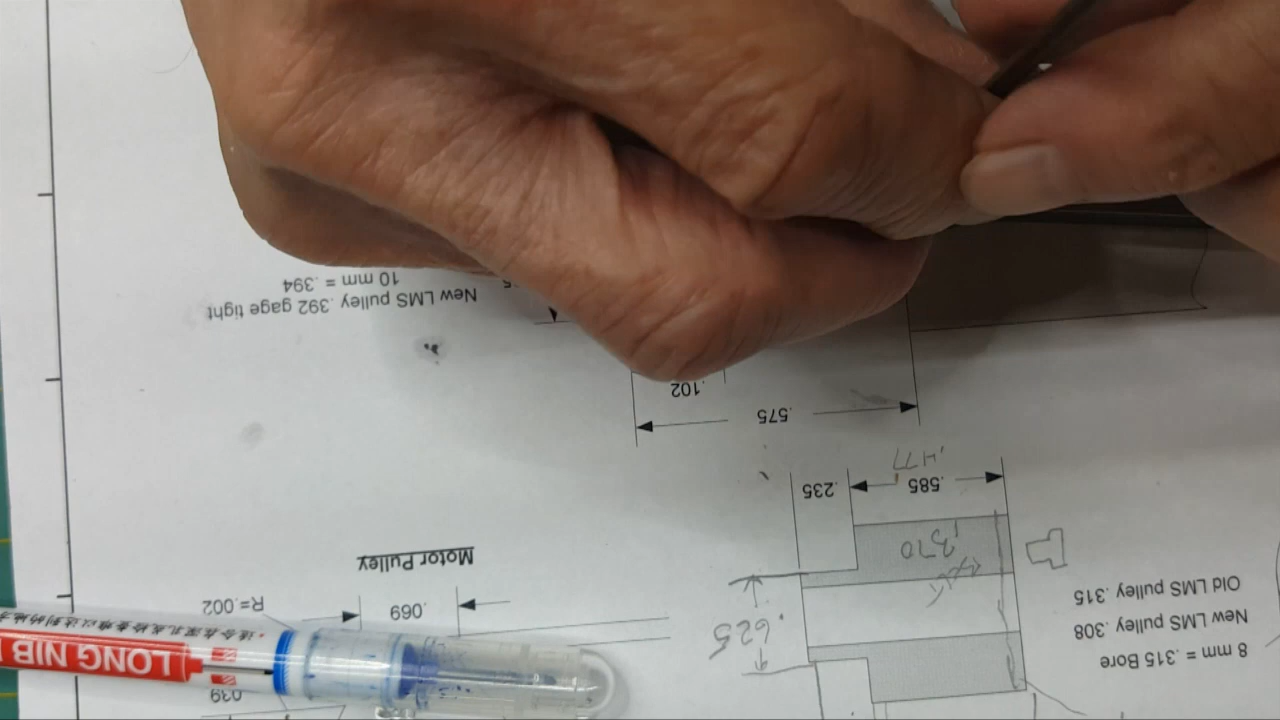 8 mm = .315 Bore
New LMS pulley .308
Old LMS pulley .315
.625
.370
.235
.585
.477
.039
R=.002
.069
Motor Pulley
.575
.102
New LMS pulley .392 gage tight
10 mm = .394
LONG NIB